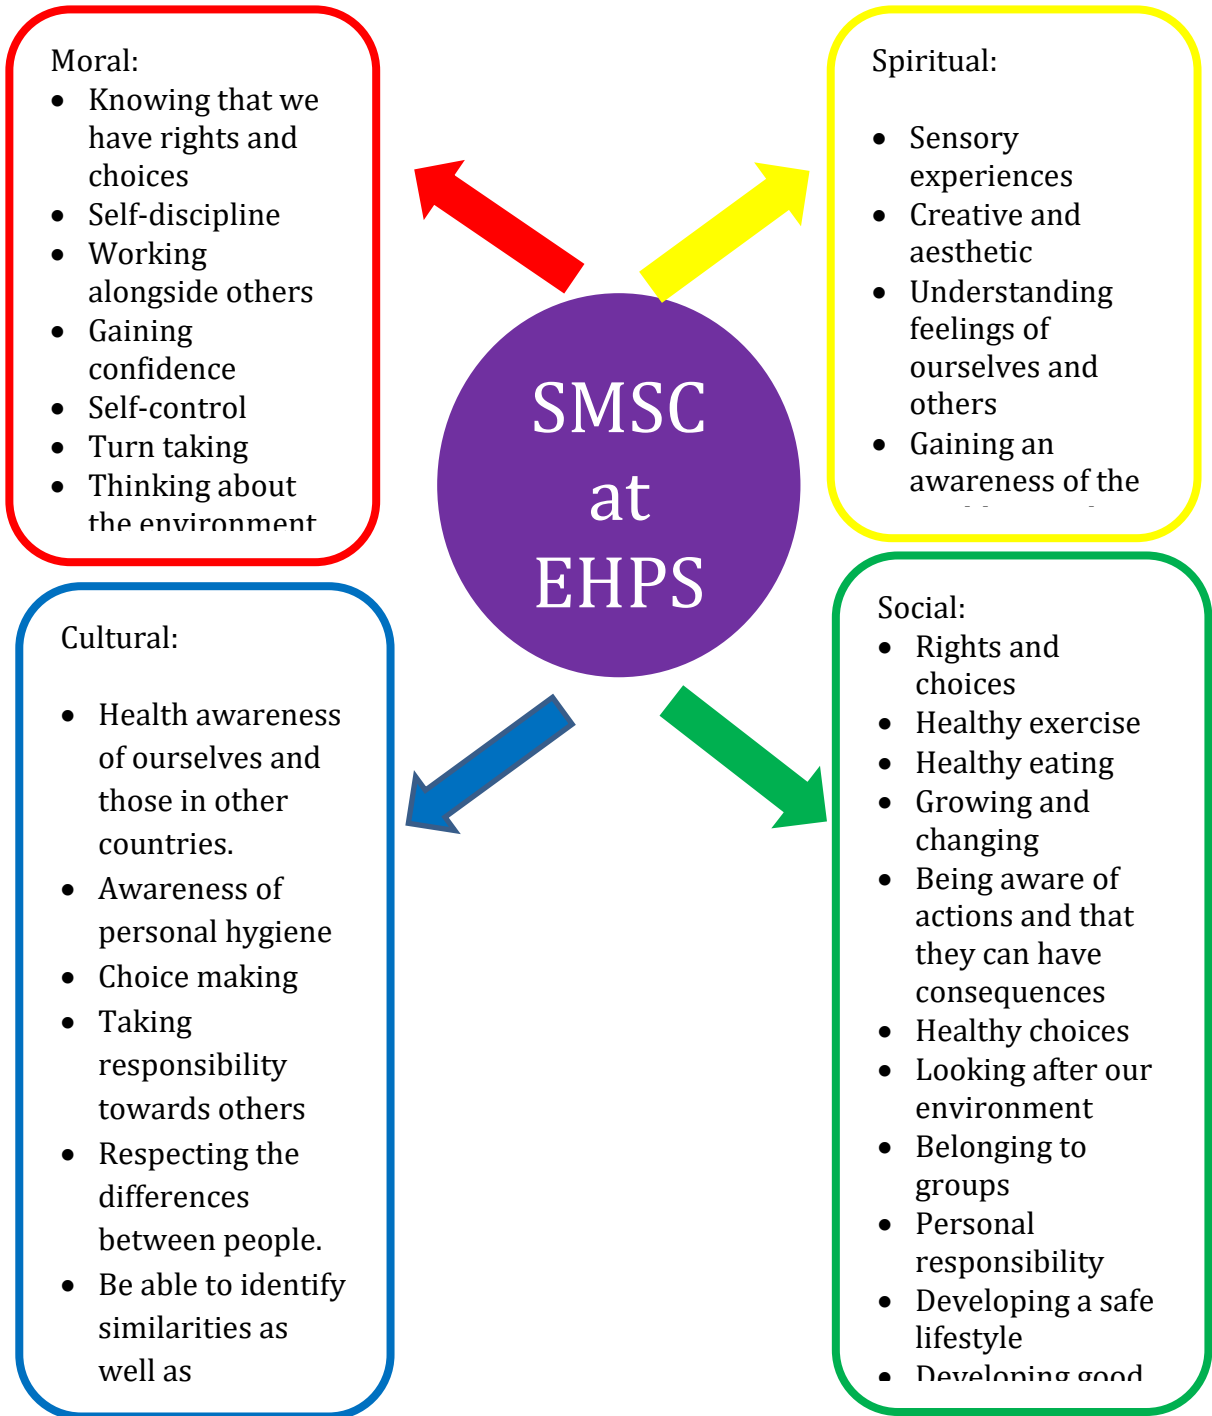 Moral:
• Knowing that we
have rights and
choices
• Self-discipline
• Working
alongside others
• Gaining
confidence
• Self-control
• Turn taking
• Thinking about
the environment
Spiritual:
• Sensory
experiences
• Creative and
aesthetic
• Understanding
feelings of
ourselves and
others
• Gaining an
awareness of the
SMSC
at
EHPS
Cultural:
• Health awareness
of ourselves and
those in other
countries.
• Awareness of
personal hygiene
• Choice making
• Taking
responsibility
towards others
• Respecting the
differences
between people.
• Be able to identify
similarities as
well as
Social:
• Rights and
choices
• Healthy exercise
• Healthy eating
• Growing and
changing
• Being aware of
actions and that
they can have
consequences
• Healthy choices
• Looking after our
environment
• Belonging to
groups
• Personal
responsibility
• Developing a safe
lifestyle
• Developing good